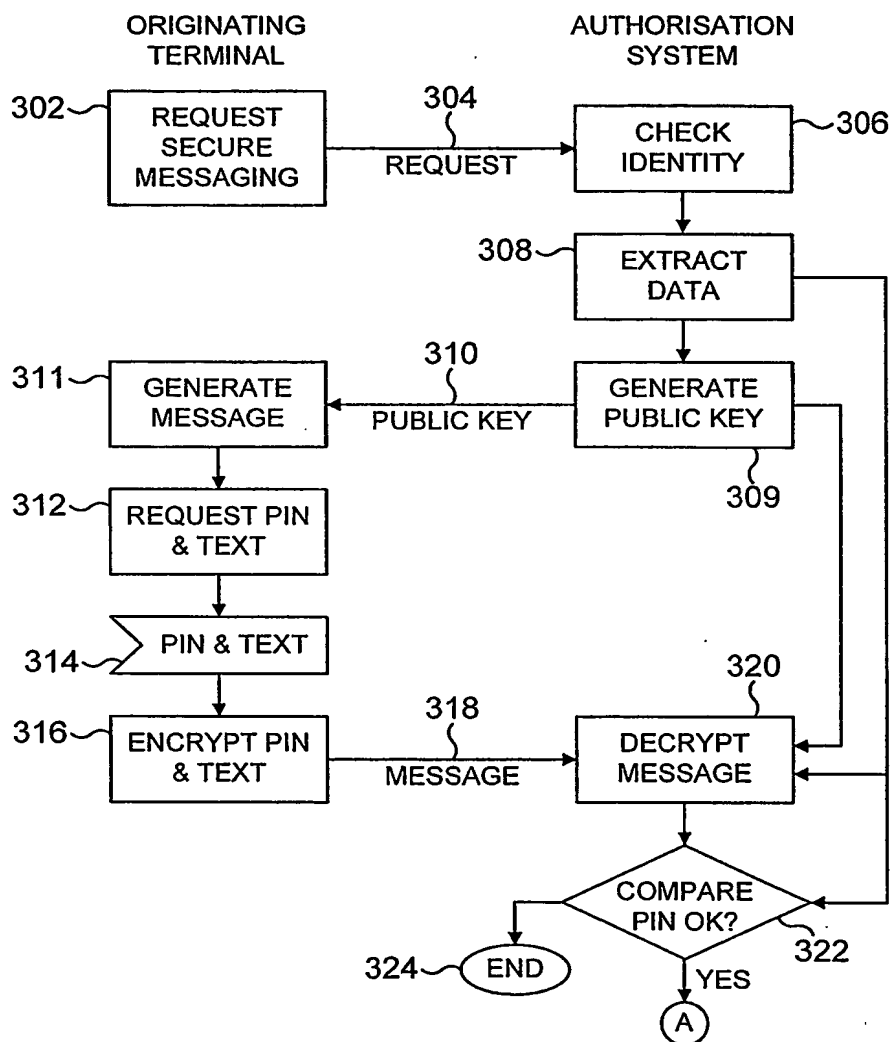 ORIGINATING
TERMINAL
AUTHORISATION
SYSTEM
302
REQUEST
SECURE
MESSAGING
304
REQUEST
CHECK
IDENTITY
306
308
EXTRACT
DATA
311
GENERATE
MESSAGE
310
PUBLIC KEY
GENERATE
PUBLIC KEY
309
312
REQUEST PIN
& TEXT
314
PIN & TEXT
316
ENCRYPT PIN
& TEXT
318
MESSAGE
320
DECRYPT
MESSAGE
COMPARE
PIN OK?
322
324
END
YES
A